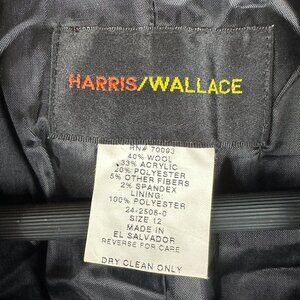 HARRIS/WALLACE
RN# 70093
40% WOOL
33% ACRYLIC
20% POLYESTER
5% OTHER FIBERS
2% SPANDEX
LINING:
100% POLYESTER
24-2506-0
SIZE 12
MADE IN
EL SALVADOR
REVERSE FOR CARE
DRY CLEAN ONLY